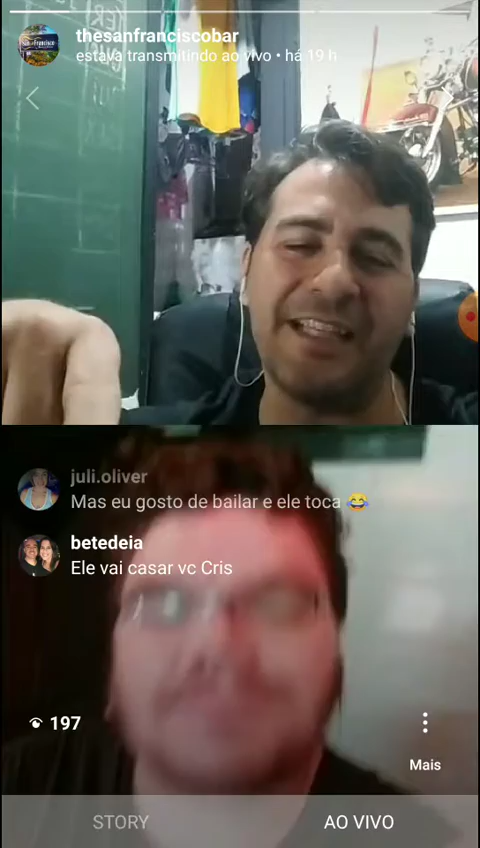 thesanfranciscobar
estava transmitindo ao vivo • há 19 h
juli.oliver
Mas eu gosto de bailar e ele toca 😂
betedeia
Ele vai casar vc Cris
197
Mais
STORY
AO VIVO